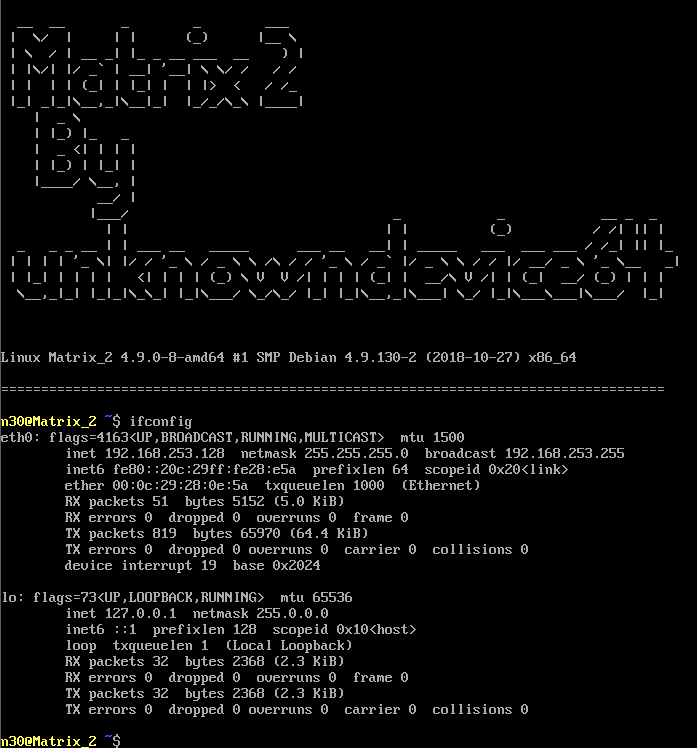 Matrix 2
By
unknowndevice64
Linux Matrix_2 4.9.0-8-amd64 #1 SMP Debian 4.9.130-2 (2018-10-27) x86_64
===================================================================================
n30@Matrix_2 ~$ ifconfig
eth0: flags=4163<UP,BROADCAST,RUNNING,MULTICAST>  mtu 1500
        inet 192.168.253.128  netmask 255.255.255.0  broadcast 192.168.253.255
        inet6 fe80::20c:29ff:fe28:e5a  prefixlen 64  scopeid 0x20<link>
        ether 00:0c:29:28:0e:5a  txqueuelen 1000  (Ethernet)
        RX packets 51  bytes 5152 (5.0 KiB)
        RX errors 0  dropped 0  overruns 0  frame 0
        TX packets 819  bytes 65970 (64.4 KiB)
        TX errors 0  dropped 0 overruns 0  carrier 0  collisions 0
        device interrupt 19  base 0x2024
lo: flags=73<UP,LOOPBACK,RUNNING>  mtu 65536
        inet 127.0.0.1  netmask 255.0.0.0
        inet6 ::1  prefixlen 128  scopeid 0x10<host>
        loop  txqueuelen 1  (Local Loopback)
        RX packets 32  bytes 2368 (2.3 KiB)
        RX errors 0  dropped 0  overruns 0  frame 0
        TX packets 32  bytes 2368 (2.3 KiB)
        TX errors 0  dropped 0 overruns 0  carrier 0  collisions 0
n30@Matrix_2 ~$